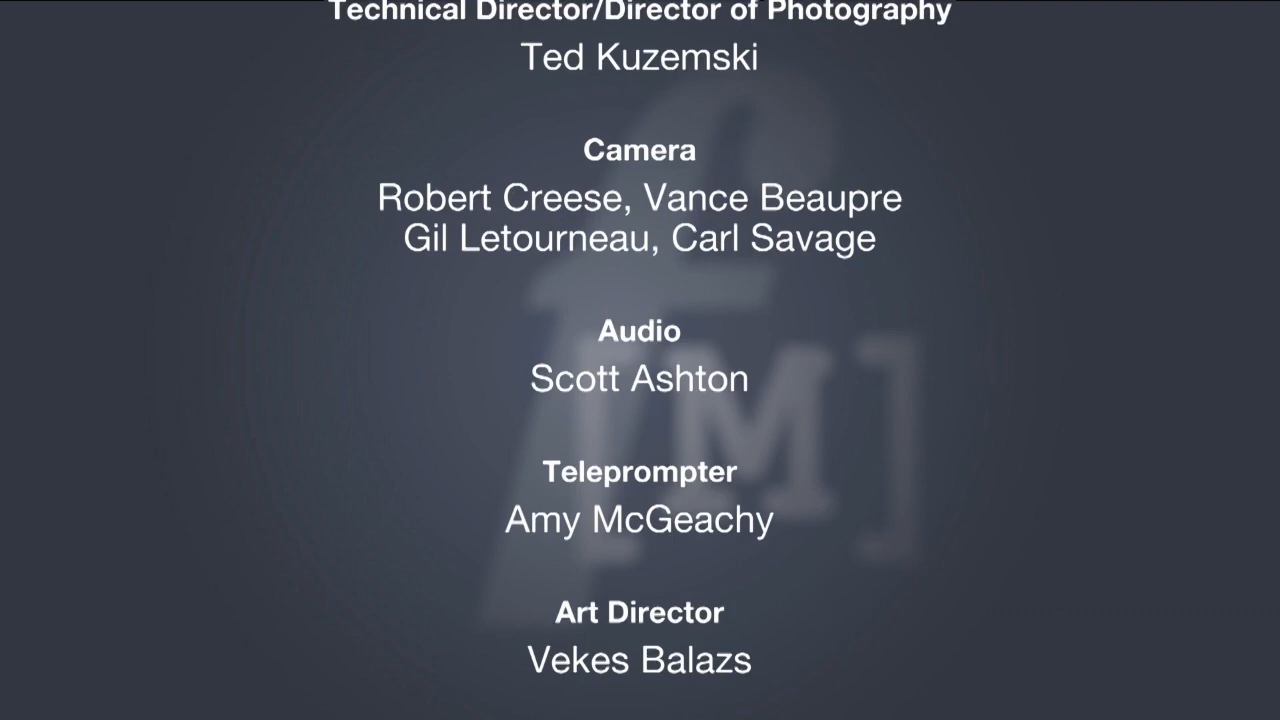 Technical Director/Director of Photography
Ted Kuzemski
Camera
Robert Creese, Vance Beaupre
Gil Letourneau, Carl Savage
Audio
Scott Ashton
Teleprompter
Amy McGeachy
Art Director
Vekes Balazs
f[M]